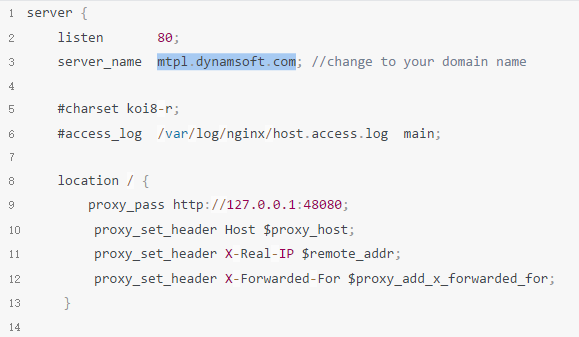 1 server {
2     listen       80;
3     server_name  mtpl.dynamsoft.com; //change to your domain name
4
5     #charset koi8-r;
6     #access_log  /var/log/nginx/host.access.log  main;
7
8     location / {
9         proxy_pass http://127.0.0.1:48080;
10         proxy_set_header Host $proxy_host;
11         proxy_set_header X-Real-IP $remote_addr;
12         proxy_set_header X-Forwarded-For $proxy_add_x_forwarded_for;
13     }
14